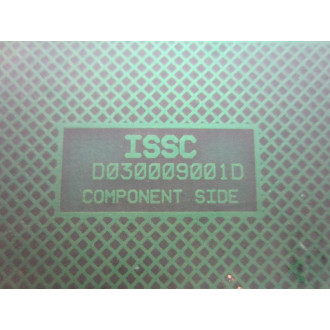 ISSC
D030009001D
COMPONENT SIDE